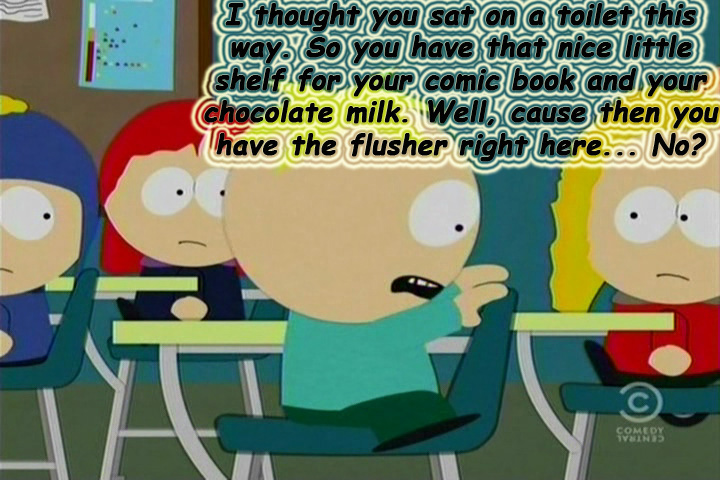 I thought you sat on a toilet this
way. So you have that nice little
shelf for your comic book and your
chocolate milk. Well, cause then you
have the flusher right here... No?
COMEDY
CENTRAL